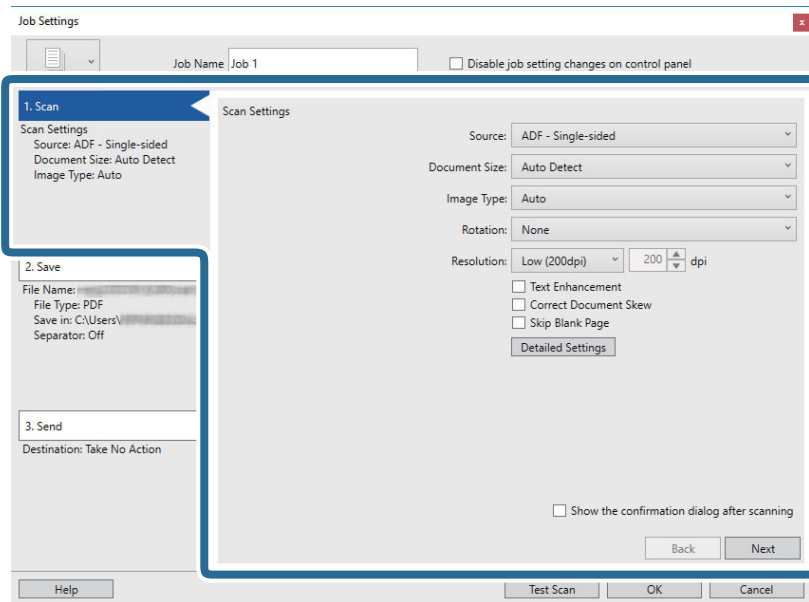 Job Settings
x
Job Name Job 1
Disable job setting changes on control panel
1. Scan
Scan Settings
Source: ADF - Single-sided
Document Size: Auto Detect
Image Type: Auto
2. Save
File Name:
File Type: PDF
Save in: C:\Users\
Separator: Off
3. Send
Destination: Take No Action
Scan Settings
Source: ADF - Single-sided
Document Size: Auto Detect
Image Type: Auto
Rotation: None
Resolution: Low (200dpi) 200 dpi
Text Enhancement
Correct Document Skew
Skip Blank Page
Detailed Settings
Show the confirmation dialog after scanning
Back Next
Help Test Scan OK Cancel